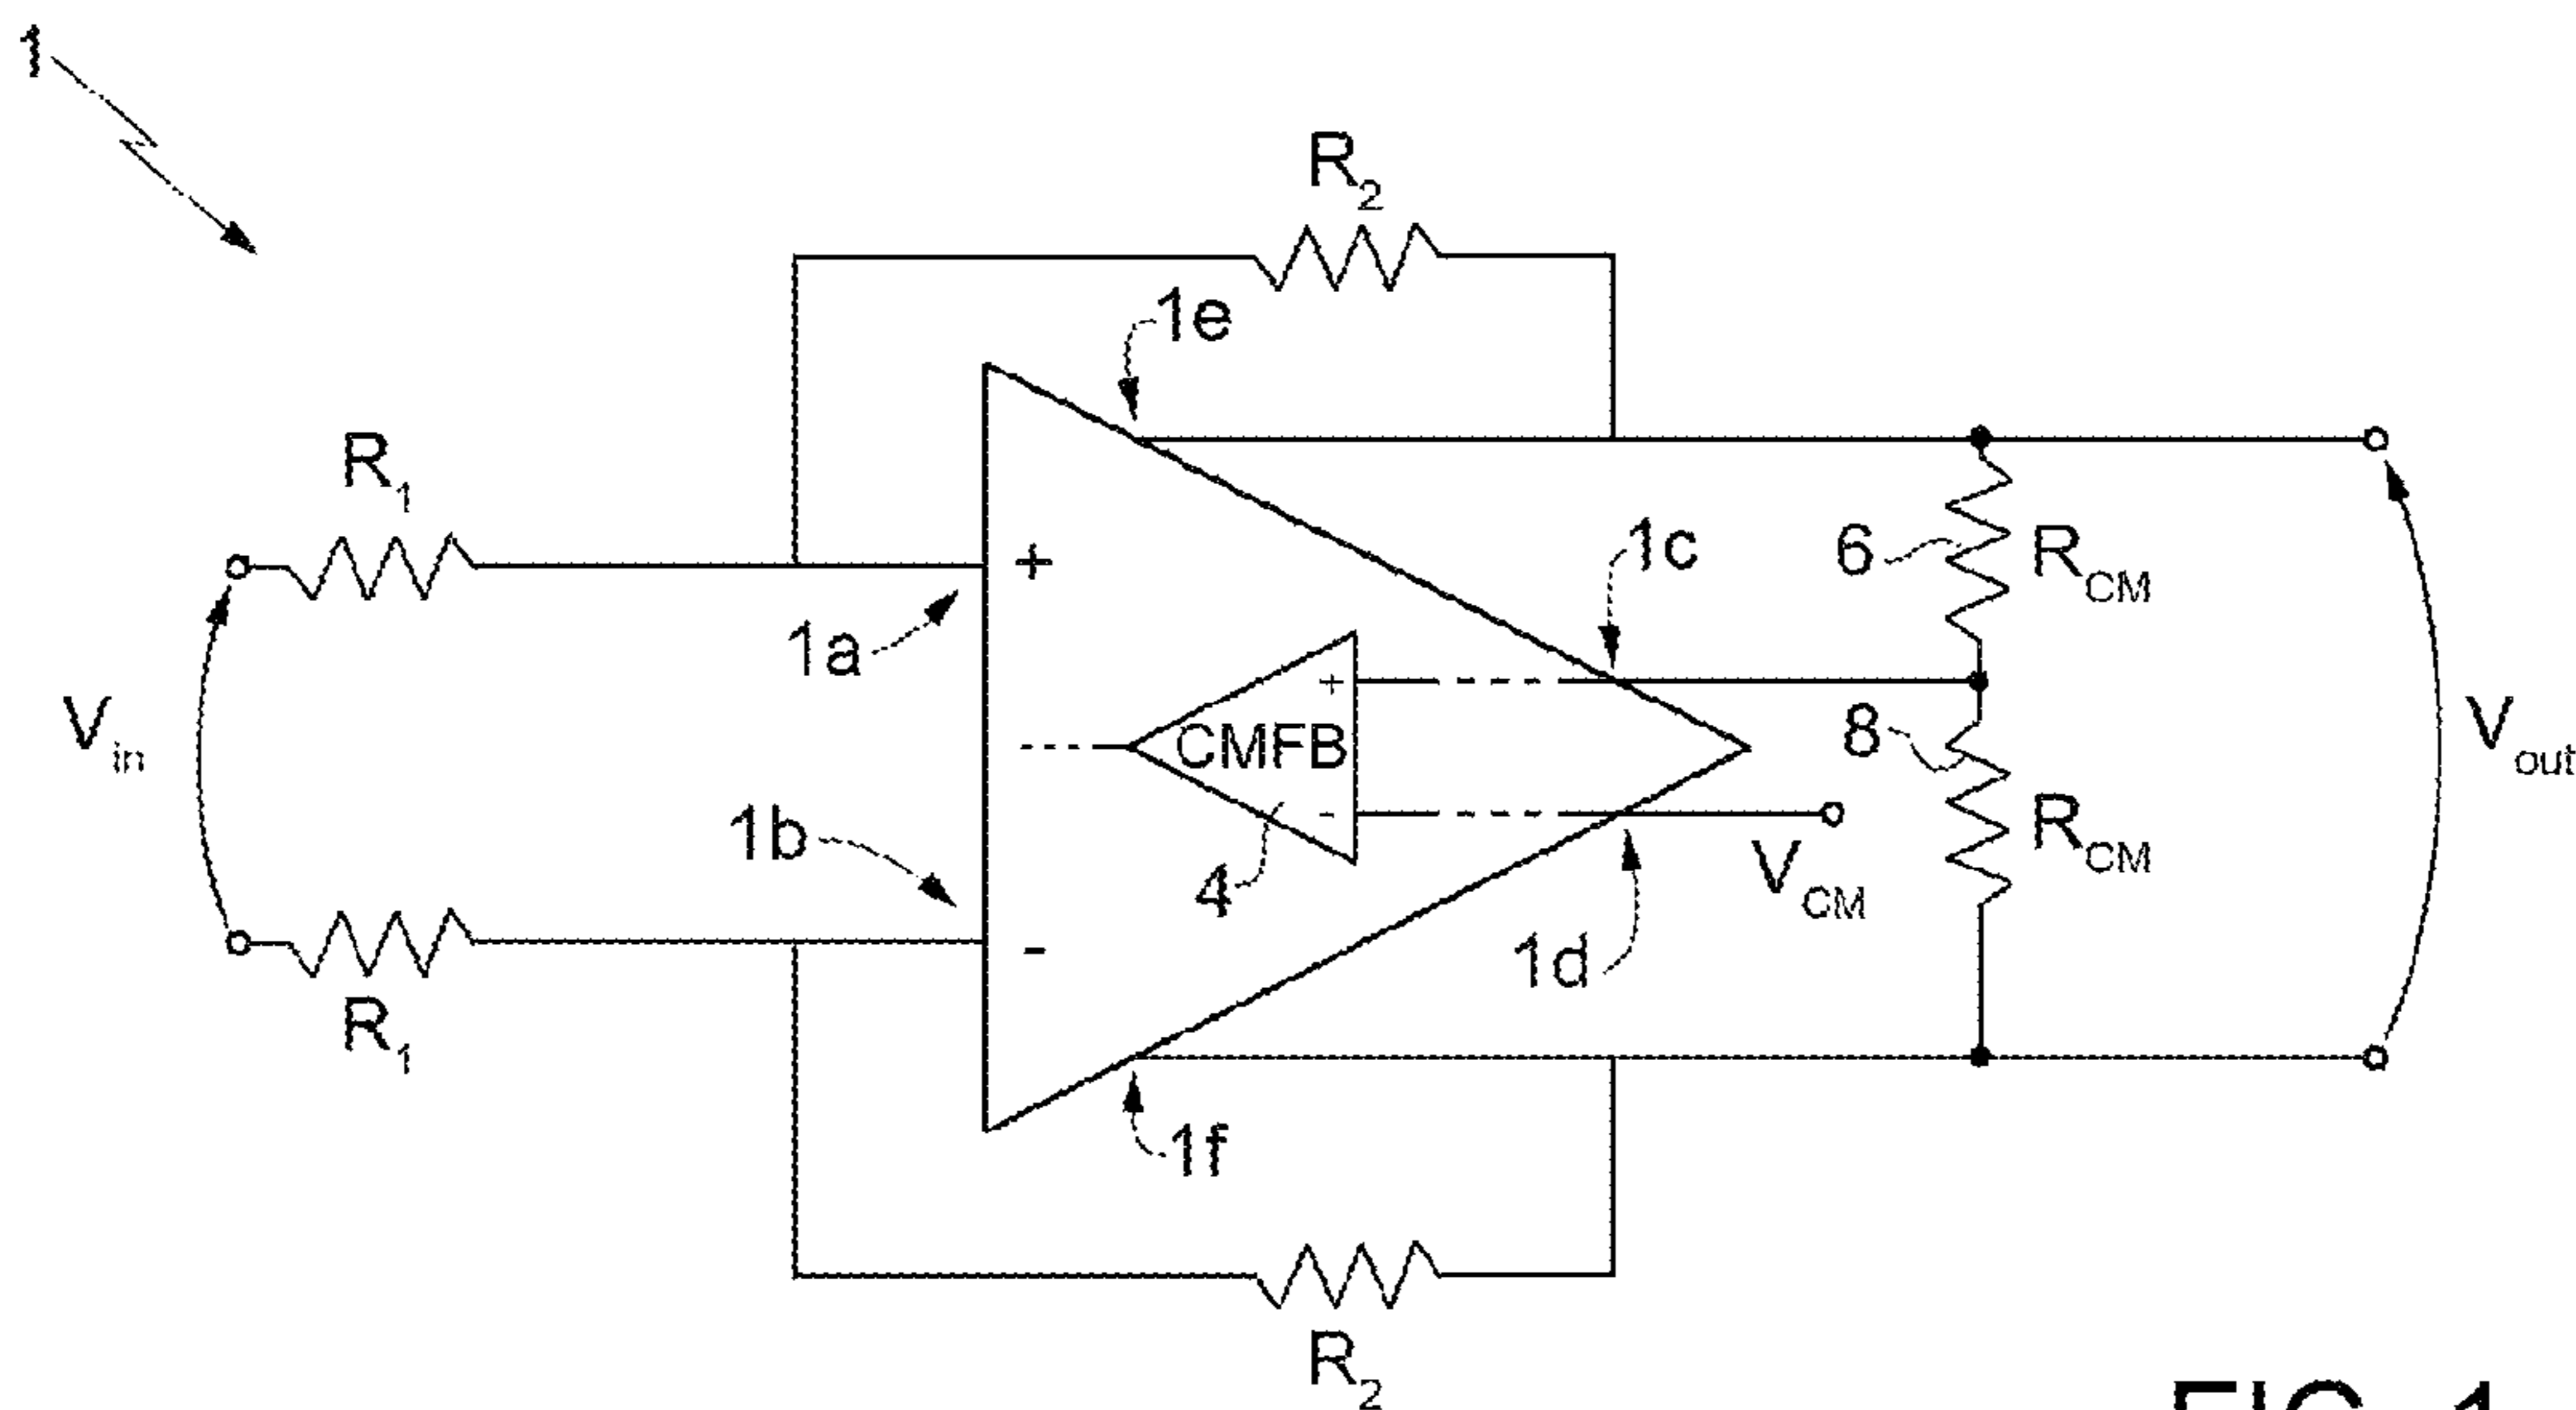 1
R2
1e
R1
+
1c
6
RCM
1a
+
Vin
CMFB
8
Vout
1b
-
4
VCM
RCM
-
1d
R1
1f
R2
FIG. 1